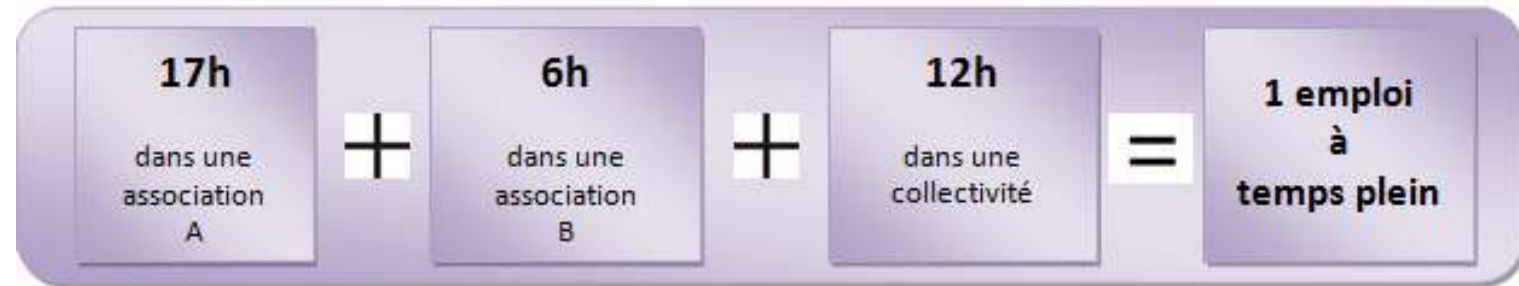 17h
dans une
association
A
+
6h
dans une
association
B
+
12h
dans une
collectivité
=
1 emploi
à
temps plein